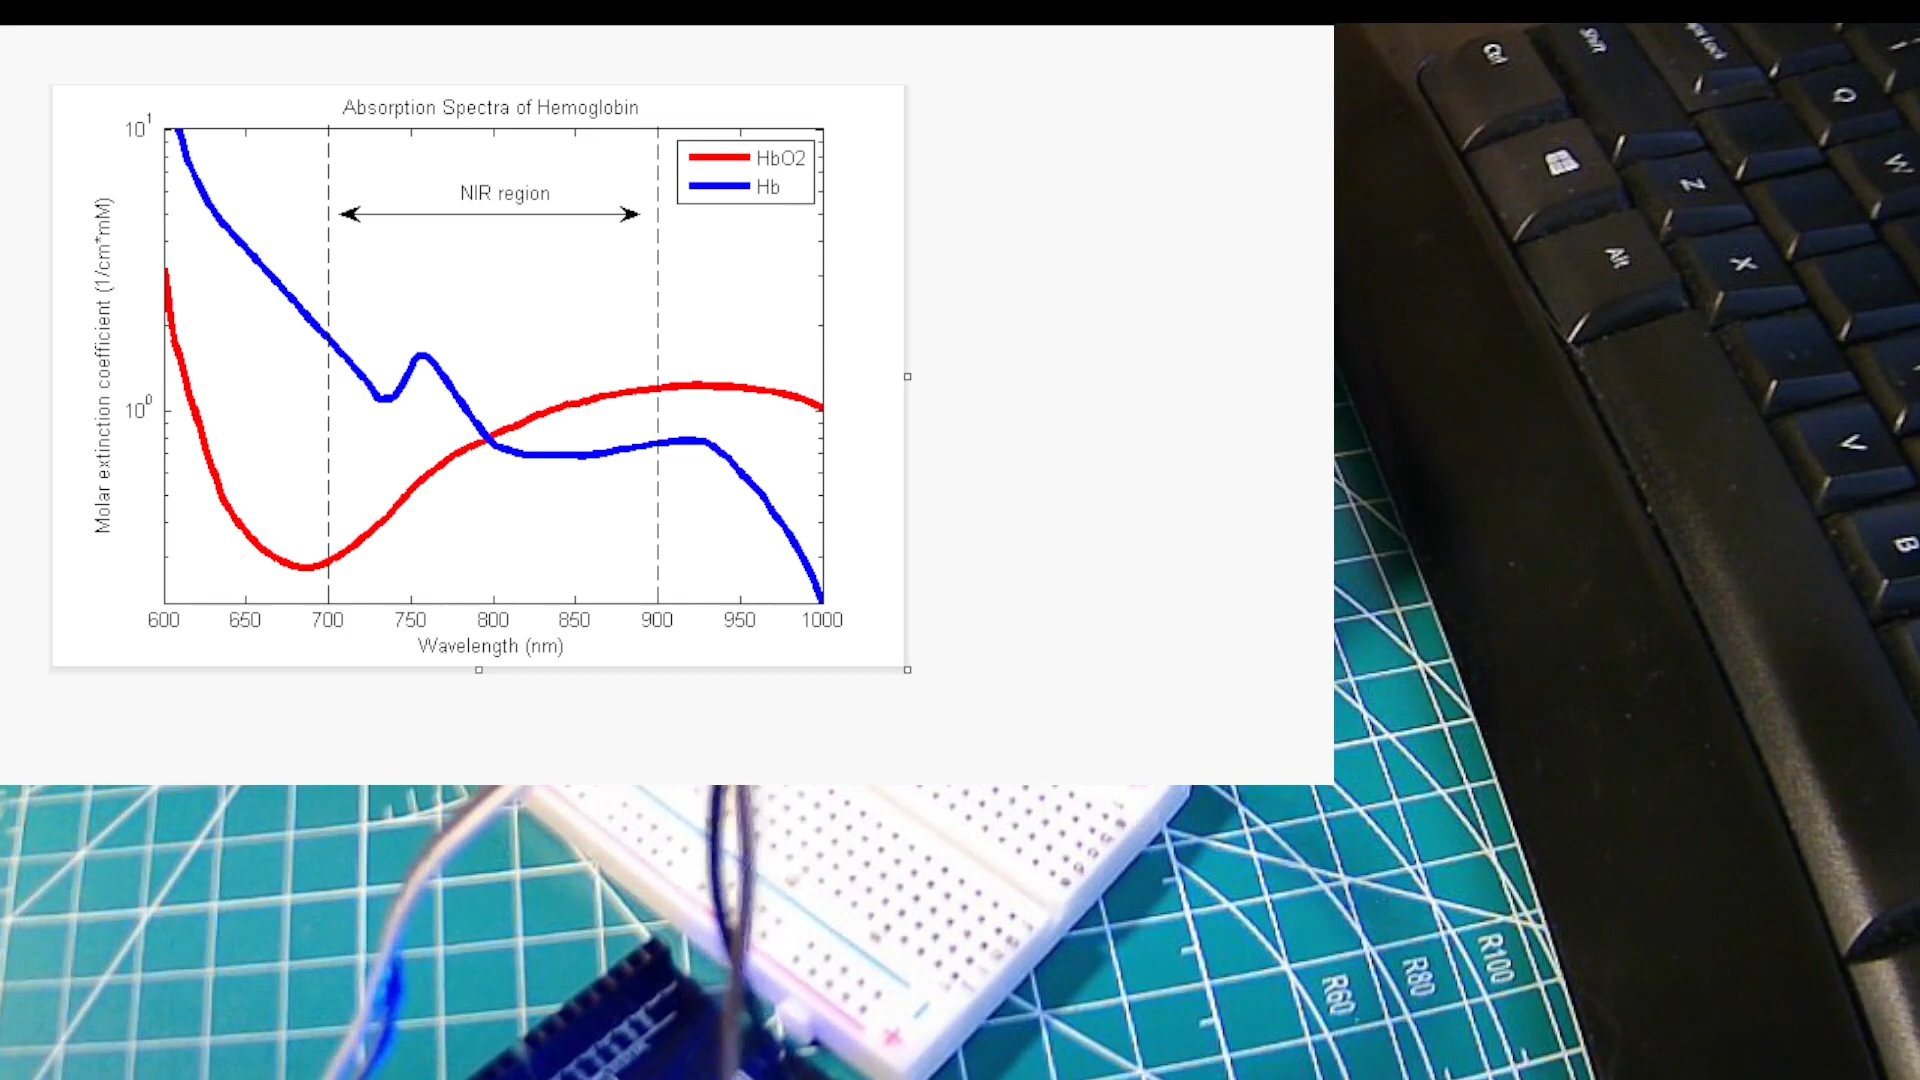 Absorption Spectra of Hemoglobin
10^1
10^0
Molar extinction coefficient (1/cm*mM)
NIR region
HbO2
Hb
600 650 700 750 800 850 900 950 1000
Wavelength (nm)
Ctrl
Shift
Q
W
Z
Alt
X
V
B
R60
R80
R100